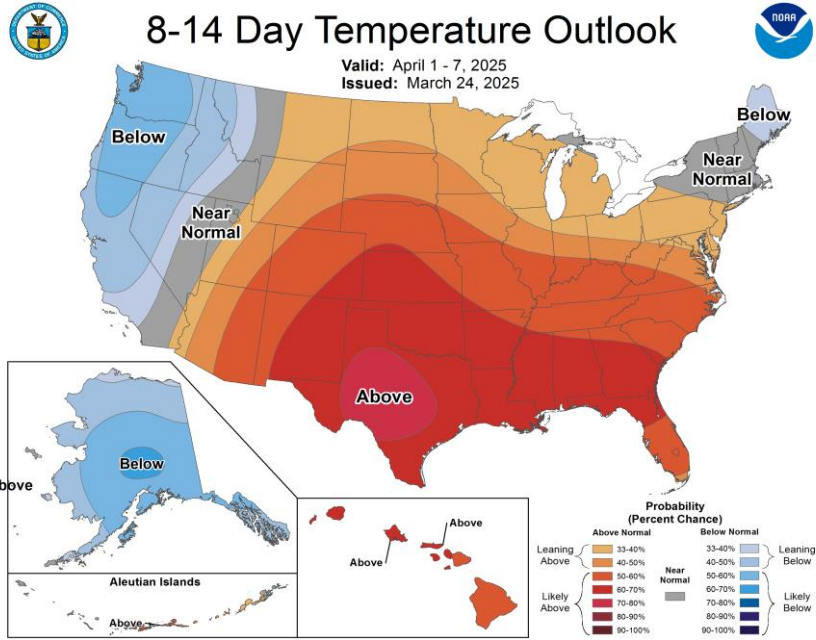 8-14 Day Temperature Outlook
Valid: April 1 - 7, 2025
Issued: March 24, 2025
NOAA
Below
Below
Near
Normal
Near
Normal
Above
Below
bove
Above
Above
Aleutian Islands
Above
Probability
(Percent Chance)
Above Normal
Below Normal
Leaning
Above
33-40%
40-50%
Likely
Above
50-60%
60-70%
70-80%
80-90%
90-100%
Near
Normal
33-40%
40-50%
Leaning
Below
50-60%
60-70%
70-80%
80-90%
90-100%
Likely
Below